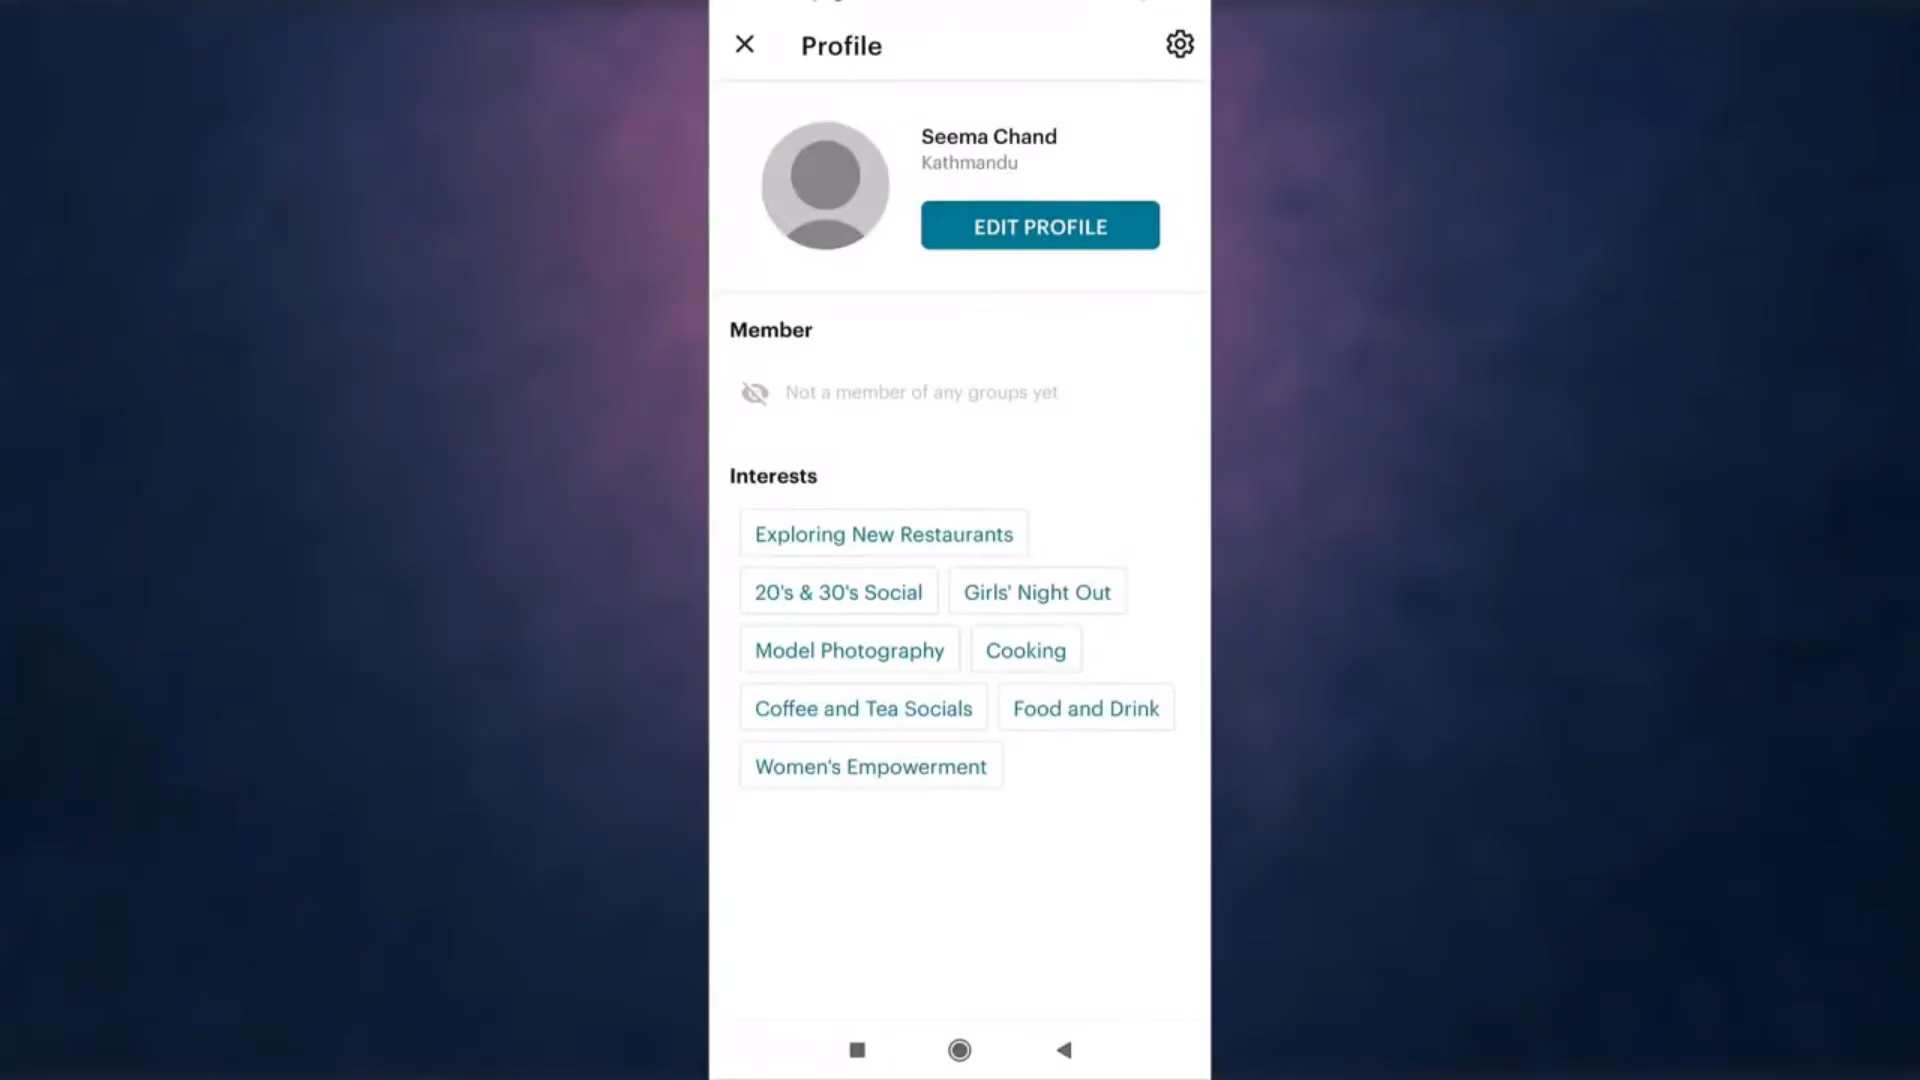 Profile
Seema Chand
Kathmandu
EDIT PROFILE
Member
Not a member of any groups yet
Interests
Exploring New Restaurants
20's & 30's Social
Girls' Night Out
Model Photography
Cooking
Coffee and Tea Socials
Food and Drink
Women's Empowerment